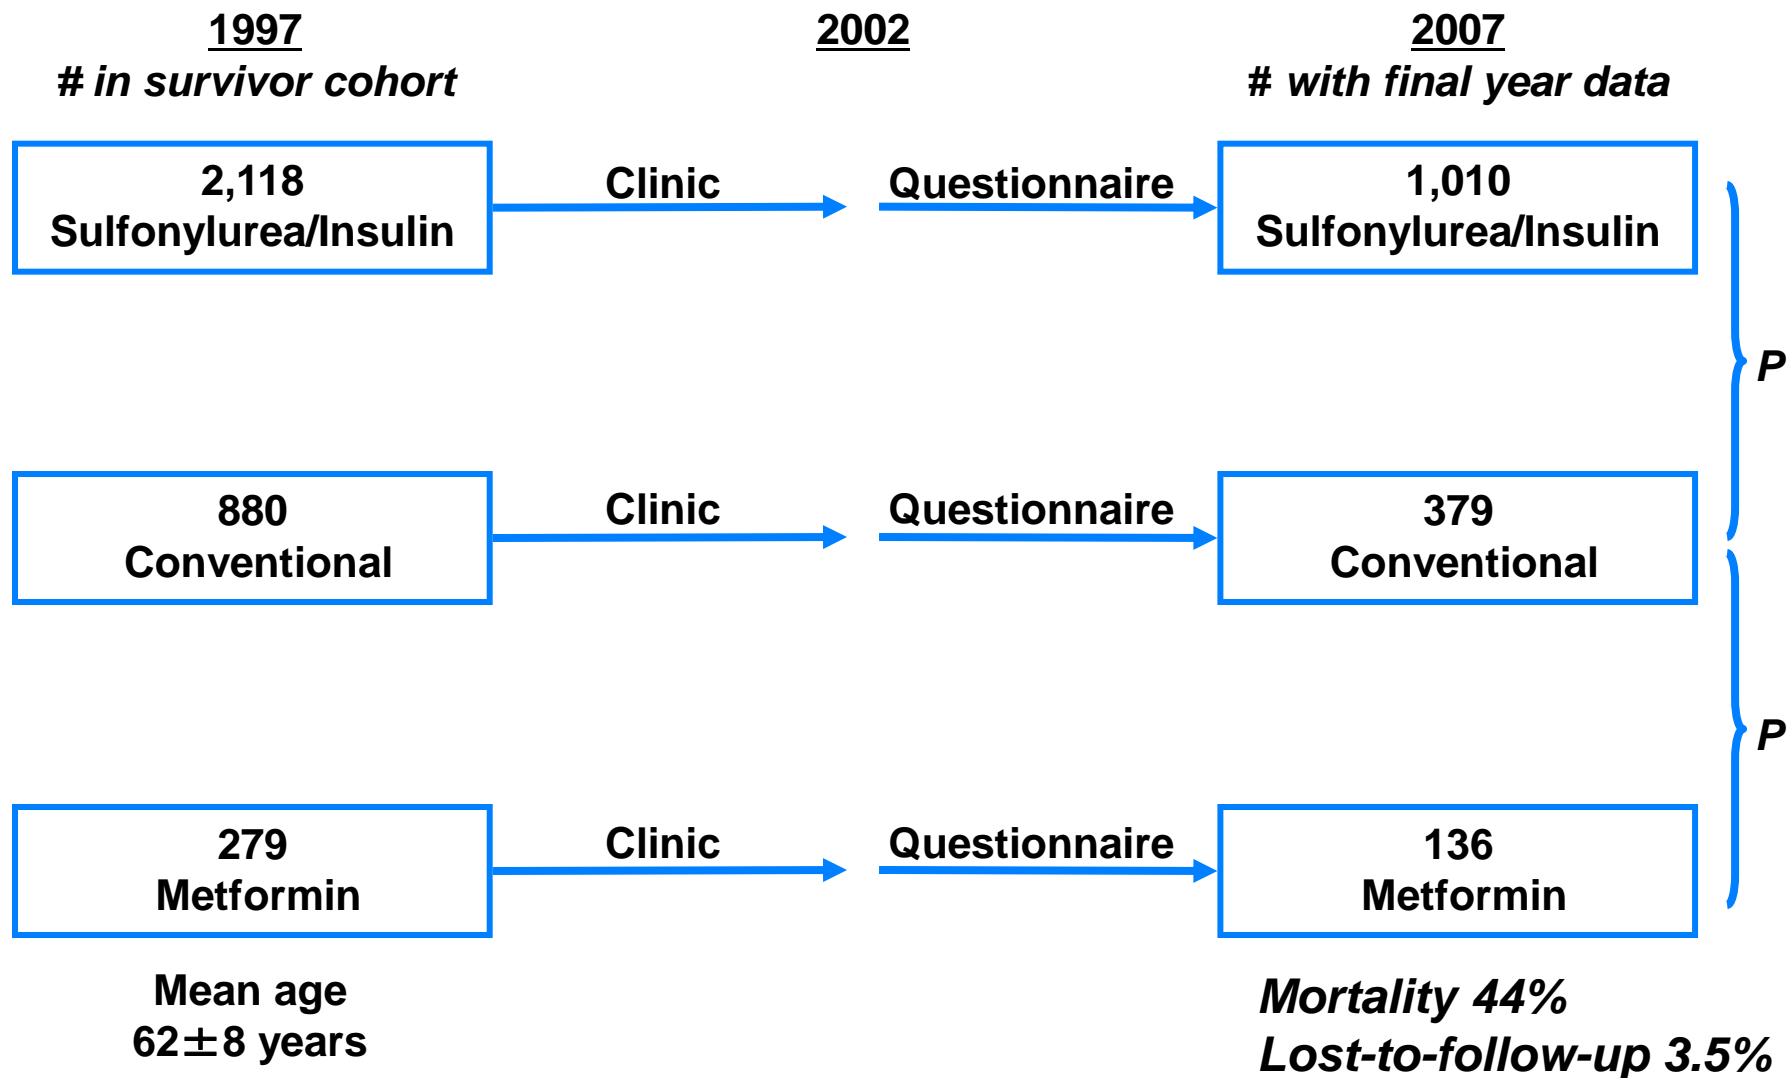 1997
# in survivor cohort
2002
2007
# with final year data
2,118
Sulfonylurea/Insulin
Clinic
Questionnaire
1,010
Sulfonylurea/Insulin
P
880
Conventional
Clinic
Questionnaire
379
Conventional
P
279
Metformin
Clinic
Questionnaire
136
Metformin
Mean age
62±8 years
Mortality 44%
Lost-to-follow-up 3.5%